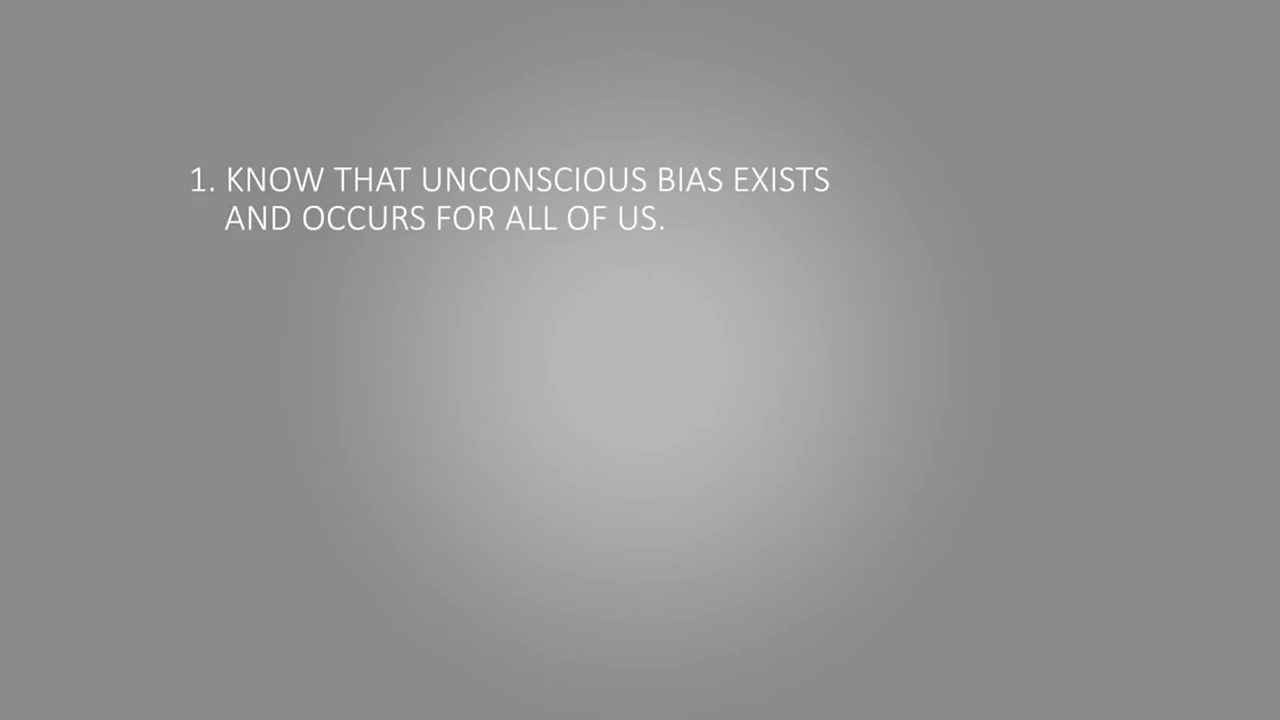 1. KNOW THAT UNCONSCIOUS BIAS EXISTS
AND OCCURS FOR ALL OF US.